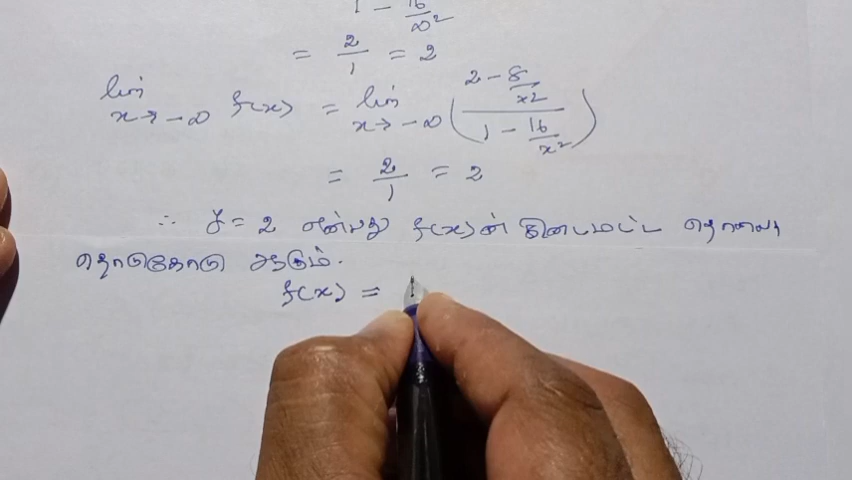 1 - 16/∞²
= 2/1 = 2
lim x→-∞ f(x) = lim x→-∞ ( (2 - 8/x2) / (1 - 16/x²) )
= 2/1 = 2
∴ y = 2 என்பது f(x)ன் கிடைமட்ட தொலை
தொடுகோடு ஆகும்.
f(x) =